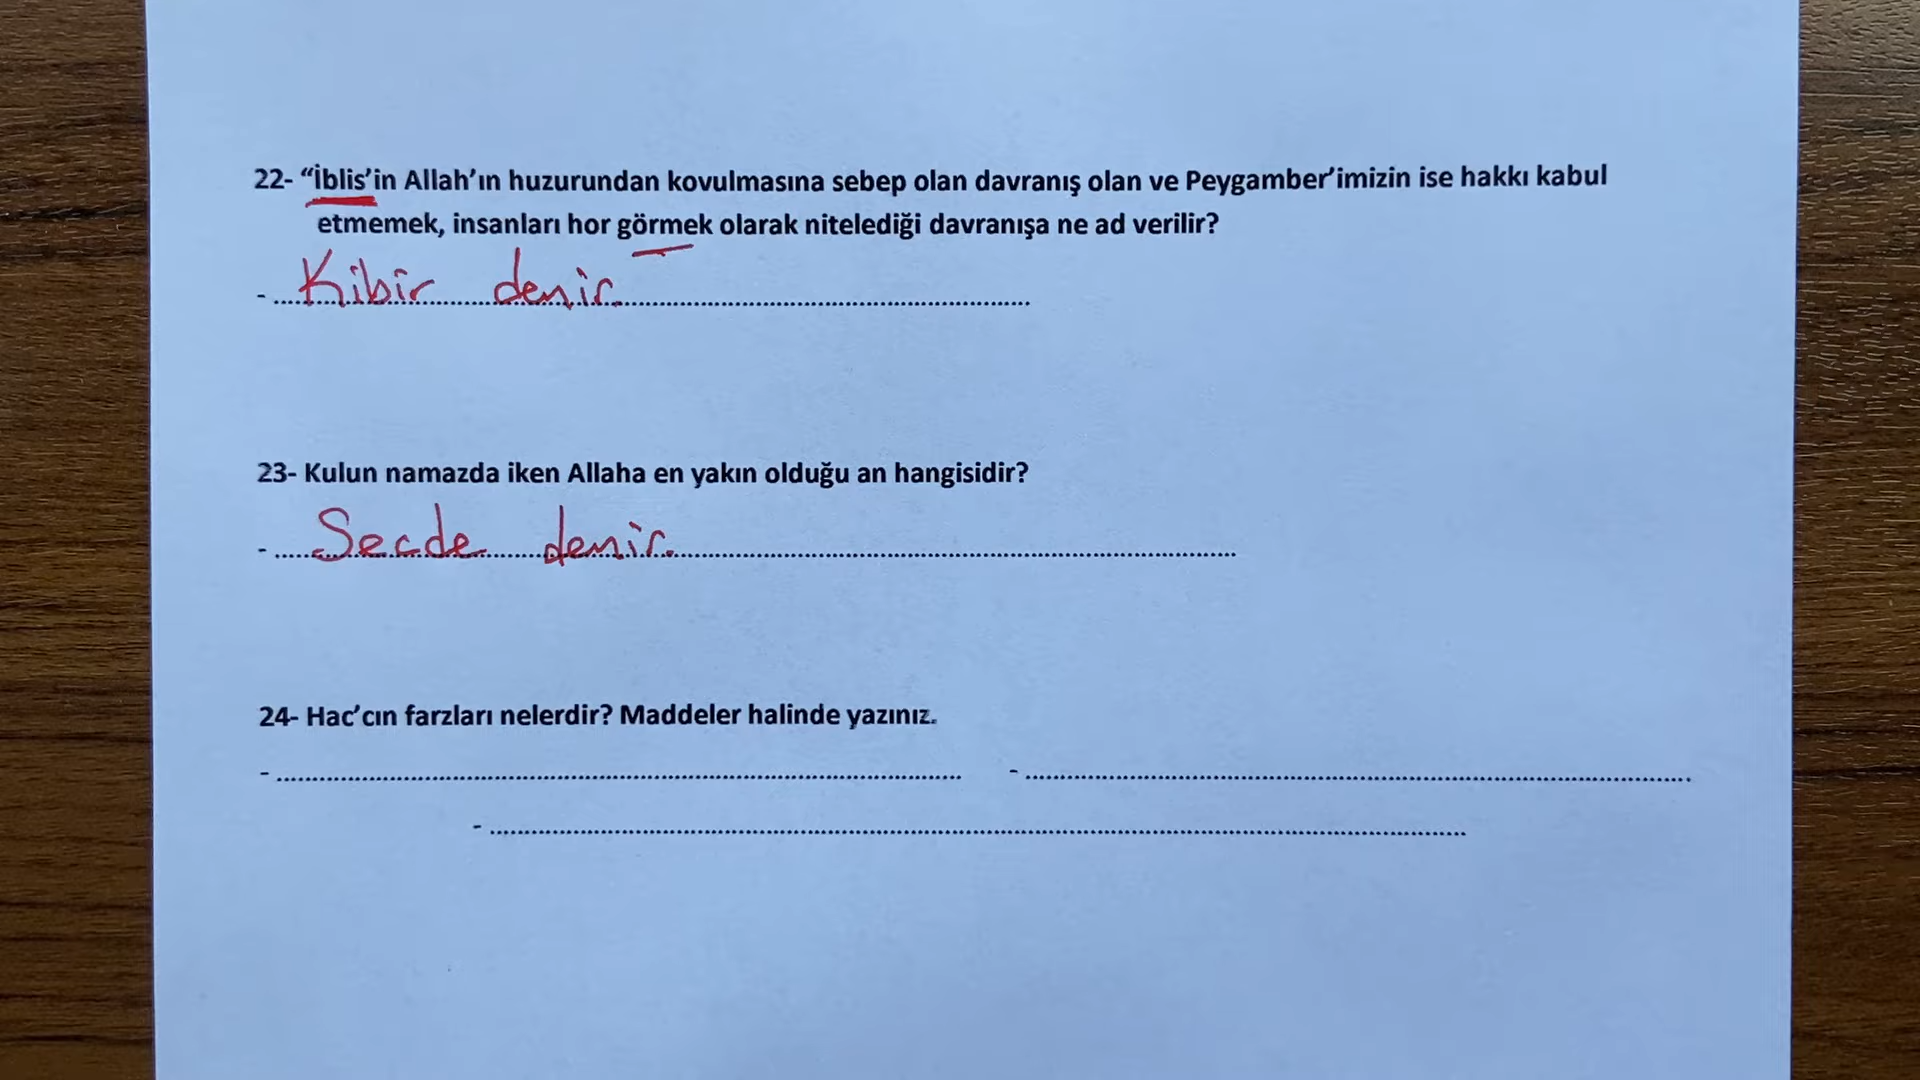 22- “İblis’in Allah’ın huzurundan kovulmasına sebep olan davranış olan ve Peygamber’imizin ise hakkı kabul
etmemek, insanları hor görmek olarak nitelediği davranışa ne ad verilir?
- Kibir denir.
23- Kulun namazda iken Allaha en yakın olduğu an hangisidir?
- Secde denir.
24- Hac’cın farzları nelerdir? Maddeler halinde yazınız.
- ........................ - ........................
- ........................